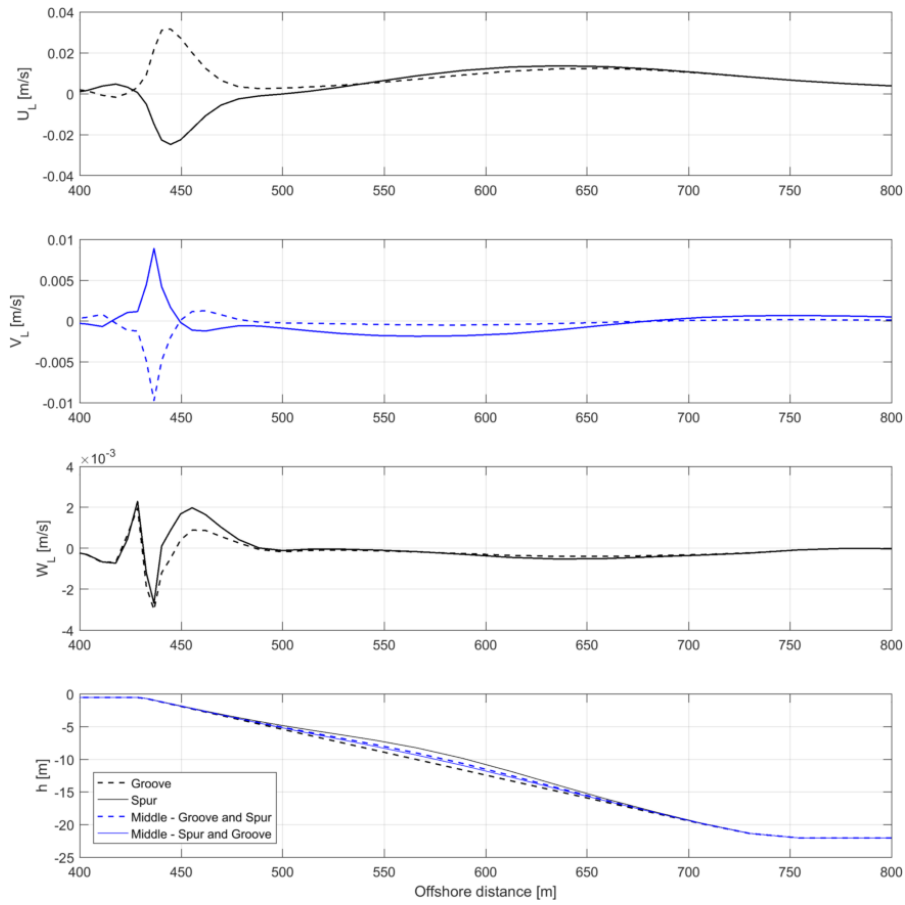 0.04
0.02
0
-0.02
-0.04
U_L [m/s]
400 450 500 550 600 650 700 750 800
0.01
0.005
0
-0.005
-0.01
V_L [m/s]
400 450 500 550 600 650 700 750 800
×10⁻³
4
2
0
-2
-4
W_L [m/s]
400 450 500 550 600 650 700 750 800
0
-5
-10
-15
-20
-25
h [m]
Groove
Spur
Middle - Groove and Spur
Middle - Spur and Groove
400 450 500 550 600 650 700 750 800
Offshore distance [m]